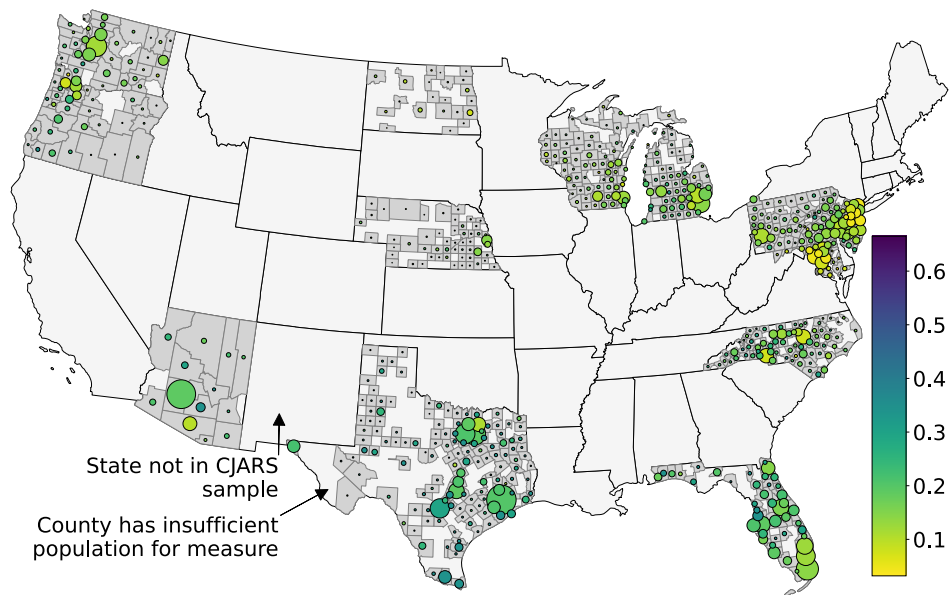 State not in CJARS
sample
County has insufficient
population for measure
0.6
0.5
0.4
0.3
0.2
0.1